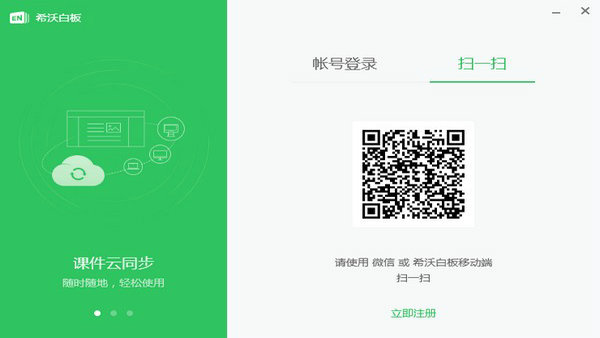 EN 希沃白板
课件云同步
随时随地，轻松使用
帐号登录
扫一扫
请使用 微信 或 希沃白板移动端
扫一扫
立即注册